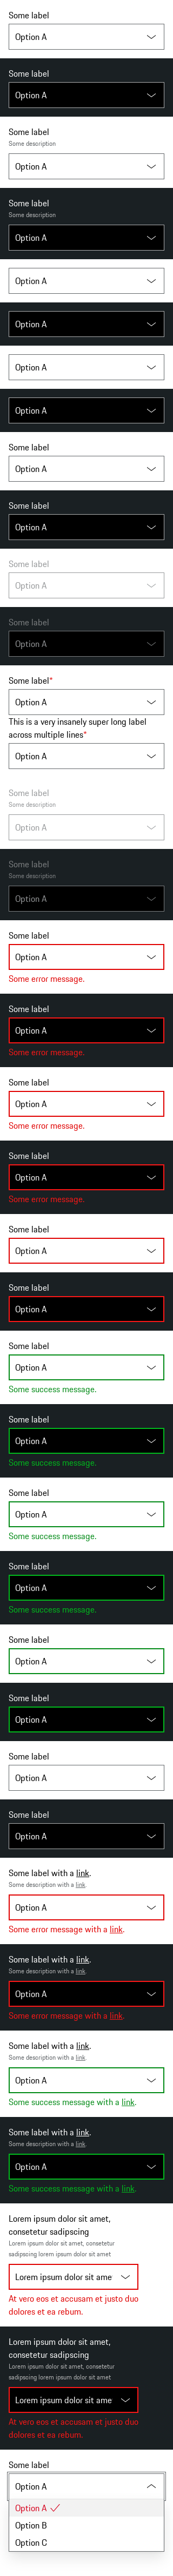 Some label
Option A
Some label
Option A
Some label
Some description
Option A
Some label
Some description
Option A
Option A
Option A
Option A
Option A
Some label
Option A
Some label
Option A
Some label
Option A
Some label
Option A
Some label*
Option A
This is a very insanely super long label
across multiple lines*
Option A
Some label
Some description
Option A
Some label
Some description
Option A
Some label
Option A
Some error message.
Some label
Option A
Some error message.
Some label
Option A
Some error message.
Some label
Option A
Some error message.
Some label
Option A
Some label
Option A
Some label
Option A
Some success message.
Some label
Option A
Some success message.
Some label
Option A
Some success message.
Some label
Option A
Some success message.
Some label
Option A
Some label
Option A
Some label
Option A
Some label
Option A
Some label with a link.
Some description with a link.
Option A
Some error message with a link.
Some label with a link.
Some description with a link.
Option A
Some error message with a link.
Some label with a link.
Some description with a link.
Option A
Some success message with a link.
Some label with a link.
Some description with a link.
Option A
Some success message with a link.
Lorem ipsum dolor sit amet,
consetetur sadipscing
Lorem ipsum dolor sit amet, consetetur
sadipscing lorem ipsum dolor sit amet
Lorem ipsum dolor sit ame
At vero eos et accusam et justo duo
dolores et ea rebum.
Lorem ipsum dolor sit amet,
consetetur sadipscing
Lorem ipsum dolor sit amet, consetetur
sadipscing lorem ipsum dolor sit amet
Lorem ipsum dolor sit ame
At vero eos et accusam et justo duo
dolores et ea rebum.
Some label
Option A
Option A
Option B
Option C